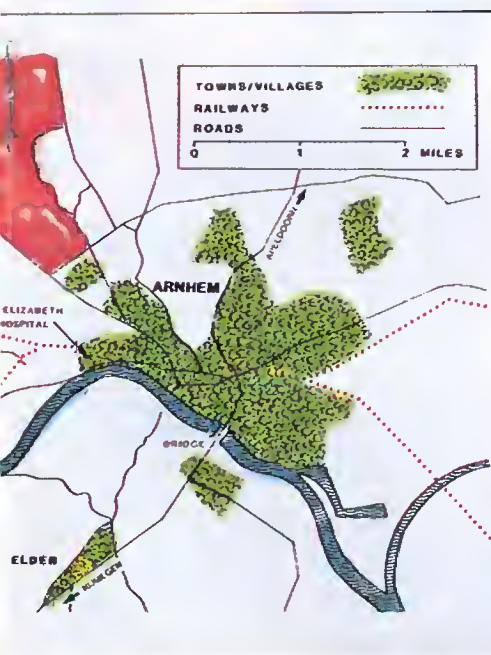 TOWNS/VILLAGES
RAILWAYS
ROADS
0 1 2 MILES
APELDOORN
ARNHEM
ELIZABETH
HOSPITAL
BRIDGE
ELDEN
NIJMEGEN